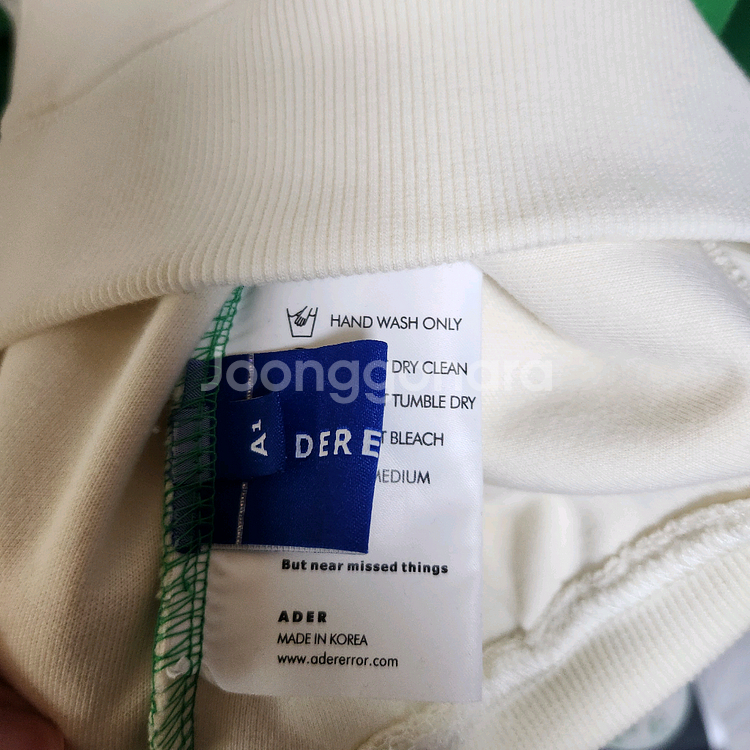 HAND WASH ONLY
DRY CLEAN
TUMBLE DRY
BLEACH
Joonggonara
A¹
ADER E
MEDIUM
But near missed things
ADER
MADE IN KOREA
www.adererror.com